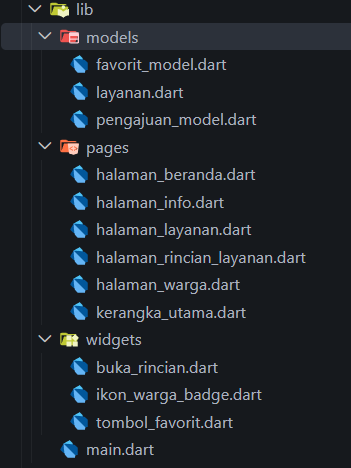 lib
models
favorit_model.dart
layanan.dart
pengajuan_model.dart
pages
halaman_beranda.dart
halaman_info.dart
halaman_layanan.dart
halaman_rincian_layanan.dart
halaman_warga.dart
kerangka_utama.dart
widgets
buka_rincian.dart
ikon_warga_badge.dart
tombol_favorit.dart
main.dart